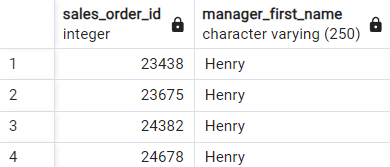 sales_order_id manager_first_name
integer character varying (250)
1 23438 Henry
2 23675 Henry
3 24382 Henry
4 24678 Henry